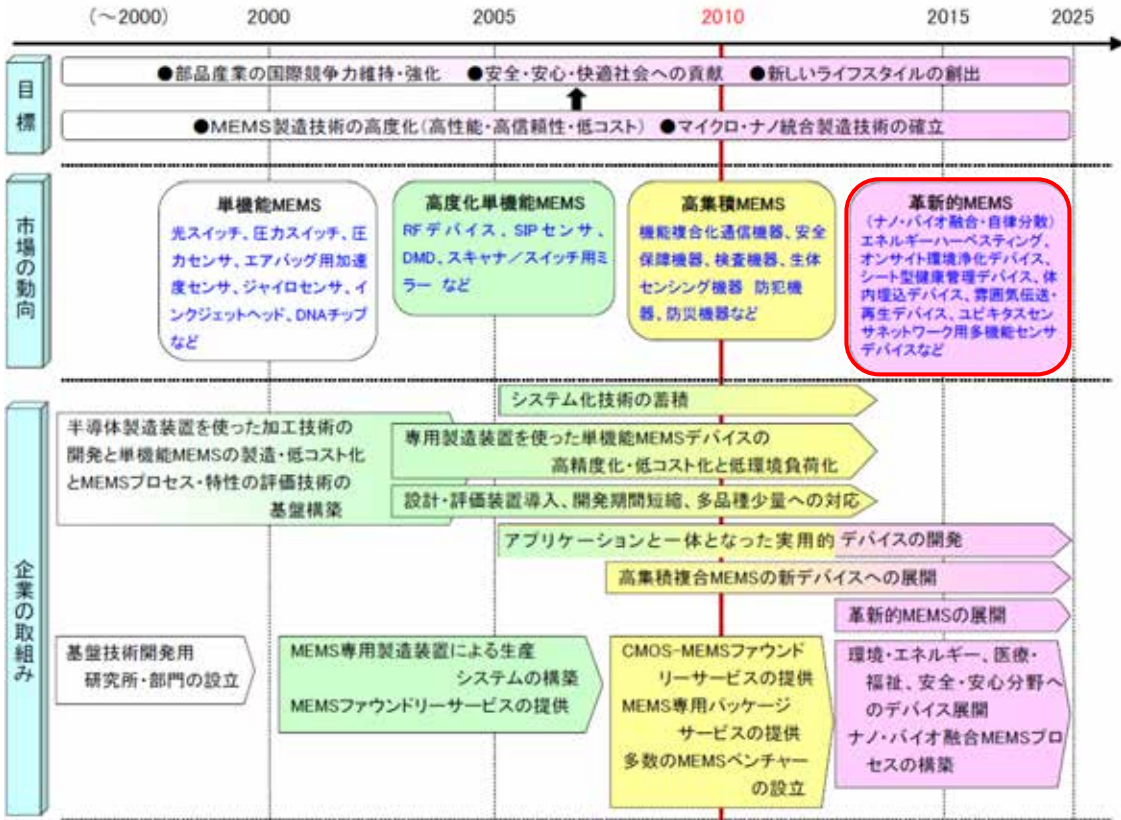 (~2000)
2000
2005
2010
2015
2025
目標
●部品産業の国際競争力維持・強化 ●安全・安心・快適社会への貢献 ●新しいライフスタイルの創出
●MEMS製造技術の高度化(高性能・高信頼性・低コスト) ●マイクロ・ナノ統合製造技術の確立
市場の動向
単機能MEMS
光スイッチ、圧力スイッチ、圧
力センサ、エアバッグ用加速
度センサ、ジャイロセンサ、イ
ンクジェットヘッド、DNAチップ
など
高度化単機能MEMS
RFデバイス、SIPセンサ、
DMD、スキャナ/スイッチ用ミ
ラー など
高集積MEMS
機能複合化通信機器、安全
保障機器、検査機器、生体
センシング機器 防犯機
器、防災機器など
革新的MEMS
(ナノ・バイオ融合・自律分散)
エネルギーハーベスティング、
オンサイト環境浄化デバイス、
シート型健康管理デバイス、体
内埋込デバイス、雰囲気伝送・
再生デバイス、ユビキタスセン
サネットワーク用多機能センサ
デバイスなど
企業の取組み
システム化技術の蓄積
半導体製造装置を使った加工技術の
開発と単機能MEMSの製造・低コスト化
とMEMSプロセス・特性の評価技術の
基盤構築
専用製造装置を使った単機能MEMSデバイスの
高精度化・低コスト化と低環境負荷化
設計・評価装置導入、開発期間短縮、多品種少量への対応
アプリケーションと一体となった実用的 デバイスの開発
高集積複合MEMSの新デバイスへの展開
革新的MEMSの展開
基盤技術開発用
研究所・部門の設立
MEMS専用製造装置による生産
システムの構築
MEMSファウンドリーサービスの提供
CMOS-MEMSファウンド
リーサービスの提供
MEMS専用パッケージ
サービスの提供
多数のMEMSベンチャー
の設立
環境・エネルギー、医療・
福祉、安全・安心分野へ
のデバイス展開
ナノ・バイオ融合MEMSプロ
セスの構築